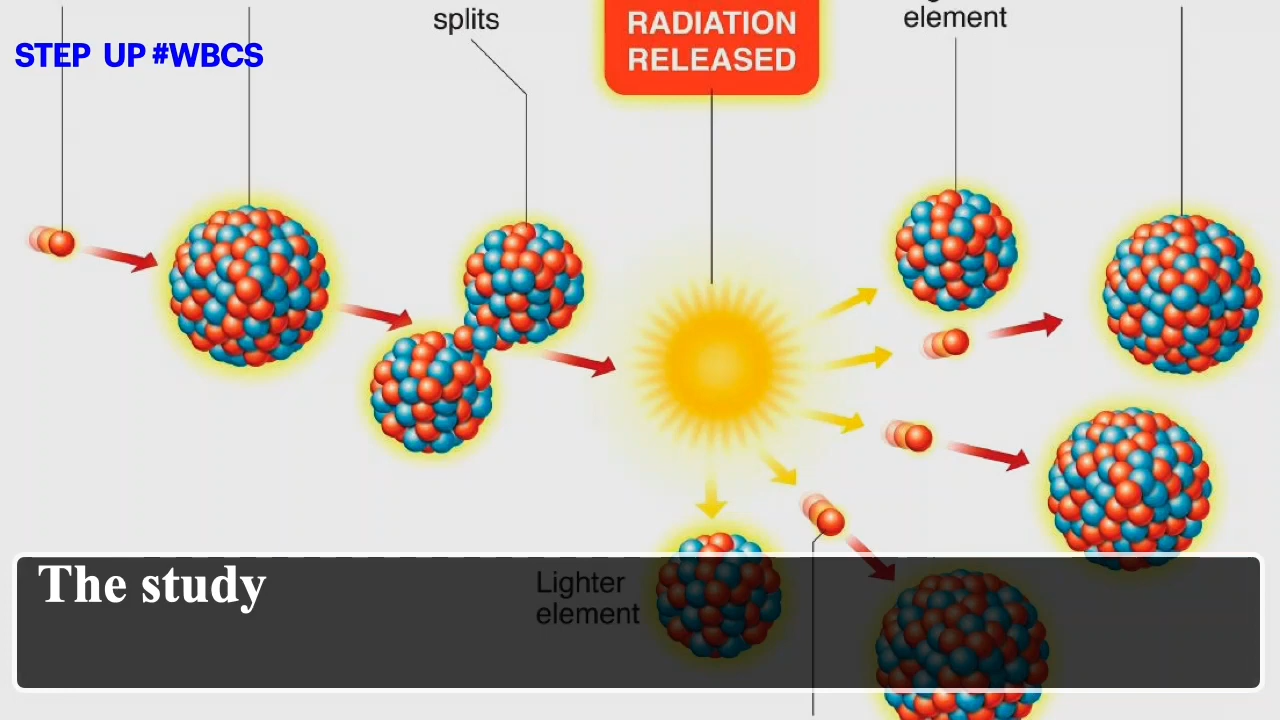 splits
RADIATION
RELEASED
element
STEP UP #WBCS
Lighter
element
The study